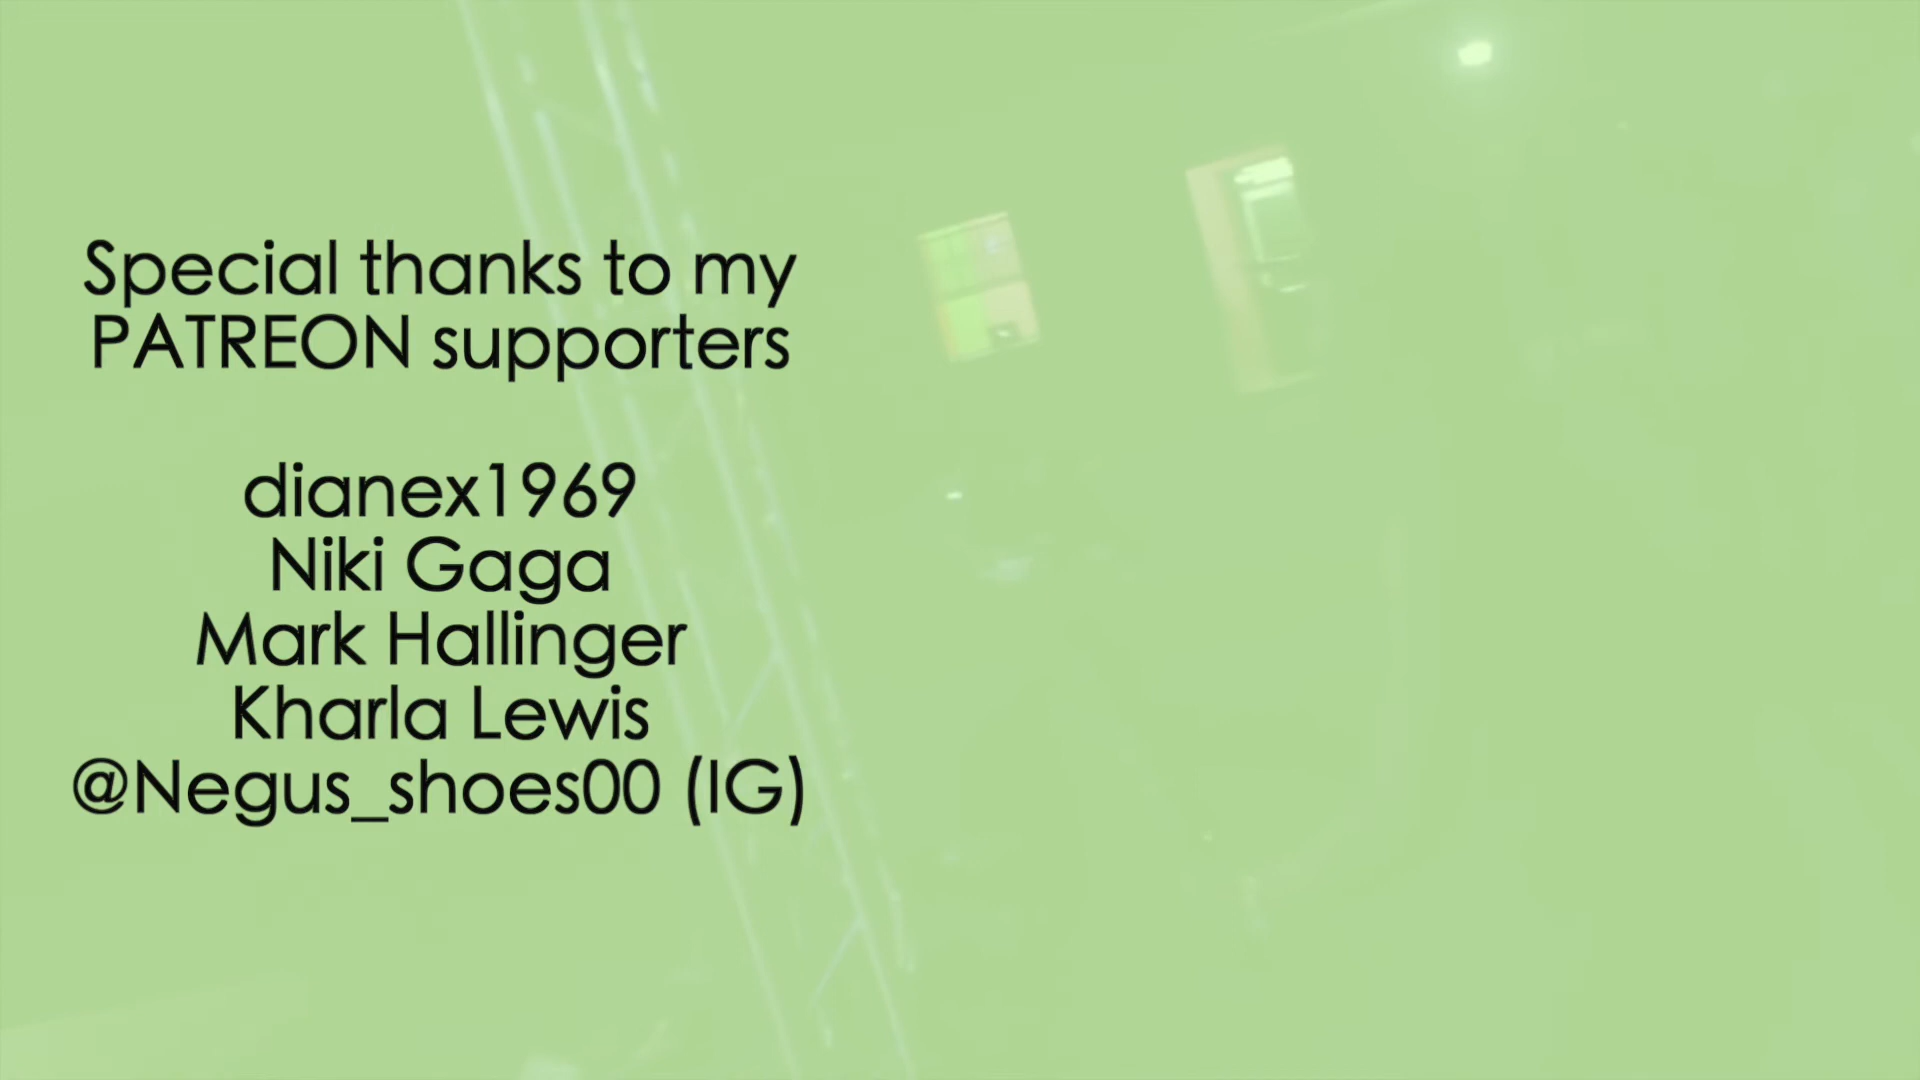 Special thanks to my
PATREON supporters
dianex1969
Niki Gaga
Mark Hallinger
Kharla Lewis
@Negus_shoes00 (IG)